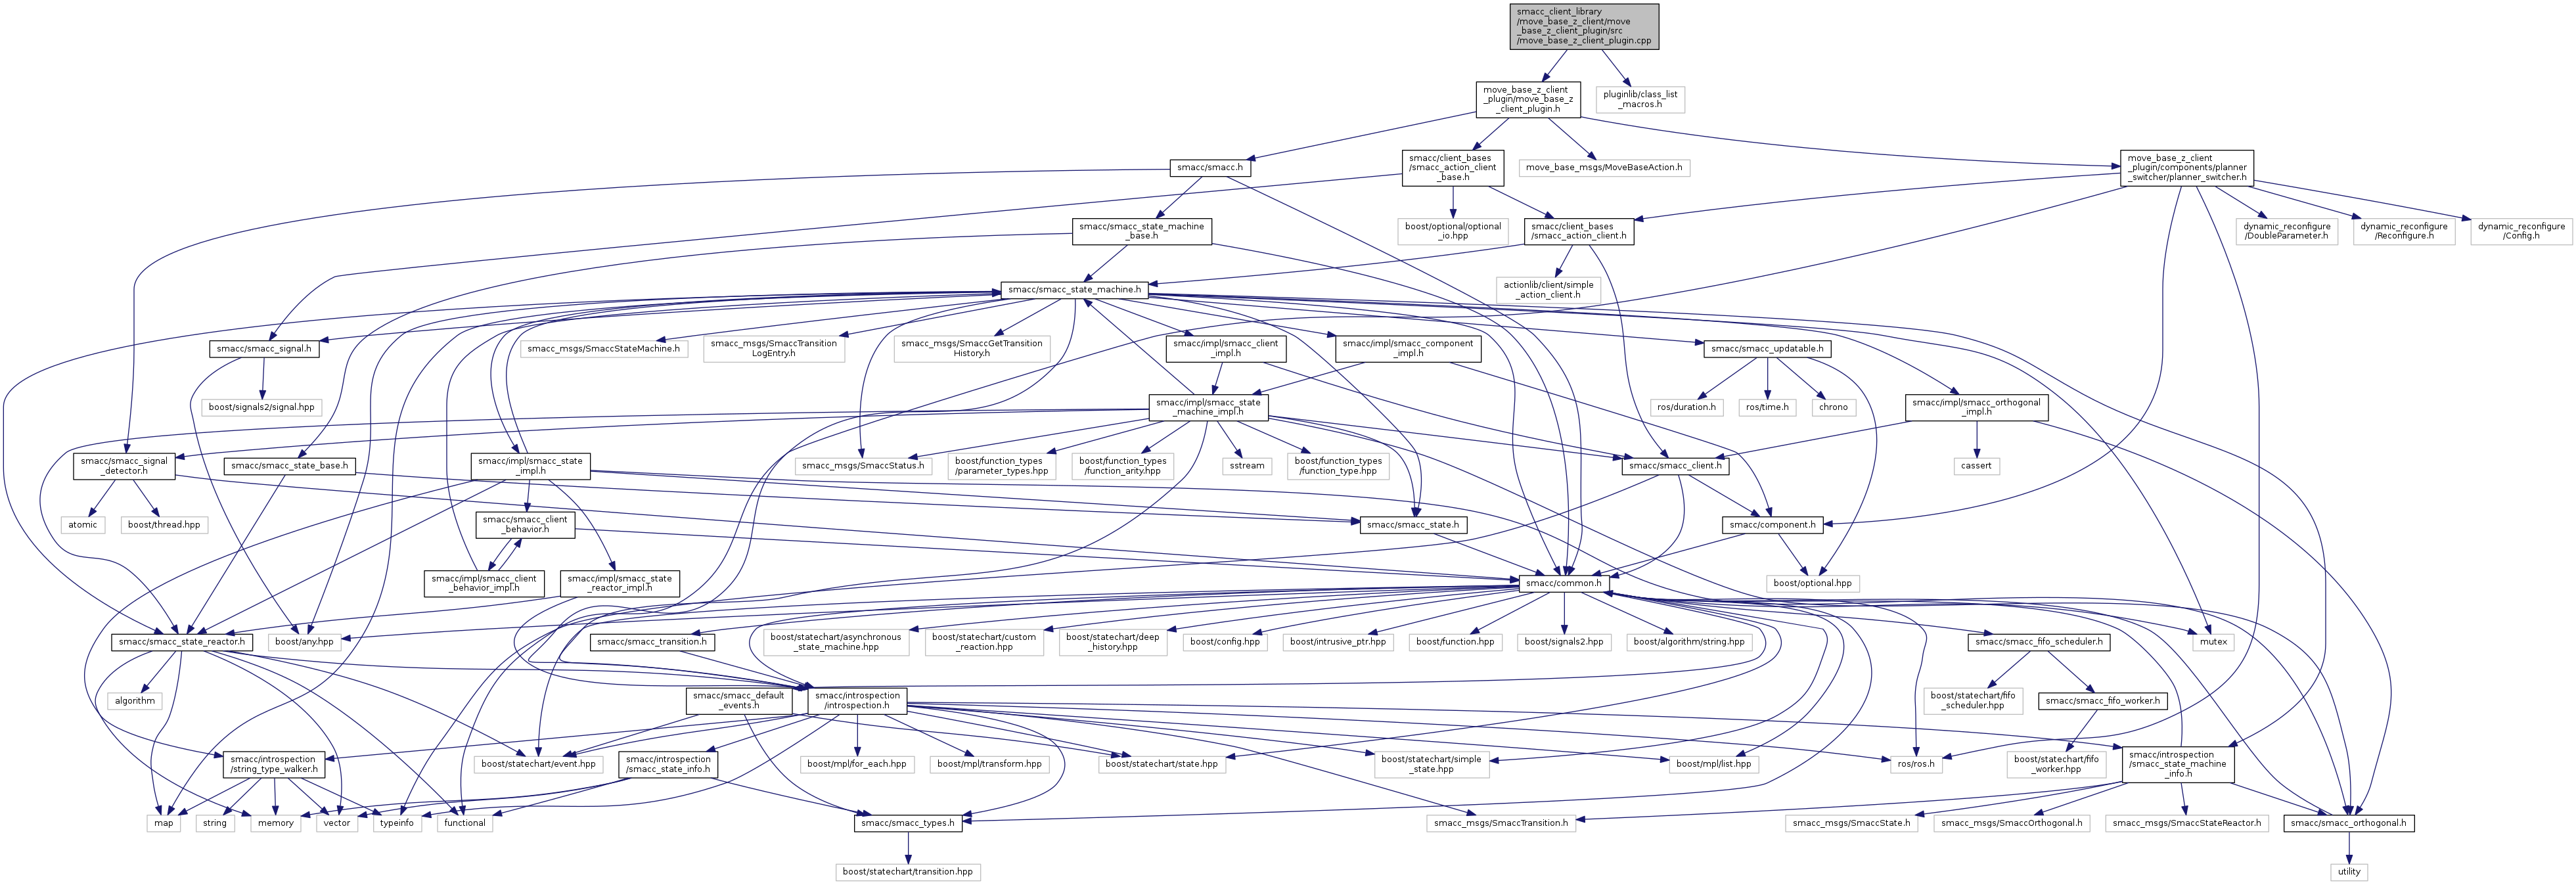 smacc_client_library
/move_base_z_client/move
_base_z_client_plugin/src
/move_base_z_client_plugin.cpp
move_base_z_client
_plugin/move_base_z
_client_plugin.h
pluginlib/class_list
_macros.h
smacc/smacc.h
smacc/client_bases
/smacc_action_client
_base.h
move_base_msgs/MoveBaseAction.h
move_base_z_client
_plugin/components/planner
_switcher/planner_switcher.h
smacc/smacc_state_machine
_base.h
boost/optional/optional
_io.hpp
smacc/client_bases
/smacc_action_client.h
dynamic_reconfigure
/DoubleParameter.h
dynamic_reconfigure
/Reconfigure.h
dynamic_reconfigure
/Config.h
smacc/smacc_state_machine.h
actionlib/client/simple
_action_client.h
smacc/smacc_signal.h
smacc_msgs/SmaccStateMachine.h
smacc_msgs/SmaccTransition
LogEntry.h
smacc_msgs/SmaccGetTransition
History.h
smacc/impl/smacc_client
_impl.h
smacc/impl/smacc_component
_impl.h
smacc/smacc_updatable.h
boost/signals2/signal.hpp
smacc/impl/smacc_state
_machine_impl.h
ros/duration.h
ros/time.h
chrono
smacc/impl/smacc_orthogonal
_impl.h
smacc/smacc_signal
_detector.h
smacc/smacc_state_base.h
smacc/impl/smacc_state
_impl.h
smacc_msgs/SmaccStatus.h
boost/function_types
/parameter_types.hpp
boost/function_types
/function_arity.hpp
sstream
boost/function_types
/function_type.hpp
smacc/smacc_client.h
cassert
atomic
boost/thread.hpp
smacc/smacc_client
_behavior.h
smacc/smacc_state.h
smacc/component.h
smacc/impl/smacc_client
_behavior_impl.h
smacc/impl/smacc_state
_reactor_impl.h
smacc/common.h
boost/optional.hpp
smacc/smacc_state_reactor.h
boost/any.hpp
smacc/smacc_transition.h
boost/statechart/asynchronous
_state_machine.hpp
boost/statechart/custom
_reaction.hpp
boost/statechart/deep
_history.hpp
boost/config.hpp
boost/intrusive_ptr.hpp
boost/function.hpp
boost/signals2.hpp
boost/algorithm/string.hpp
smacc/smacc_fifo_scheduler.h
mutex
algorithm
smacc/smacc_default
_events.h
smacc/introspection
/introspection.h
boost/statechart/fifo
_scheduler.hpp
smacc/smacc_fifo_worker.h
smacc/introspection
/string_type_walker.h
boost/statechart/event.hpp
smacc/introspection
/smacc_state_info.h
boost/mpl/for_each.hpp
boost/mpl/transform.hpp
boost/statechart/state.hpp
boost/statechart/simple
_state.hpp
boost/mpl/list.hpp
ros/ros.h
boost/statechart/fifo
_worker.hpp
smacc/introspection
/smacc_state_machine
_info.h
map
string
memory
vector
typeinfo
functional
smacc/smacc_types.h
smacc_msgs/SmaccTransition.h
smacc_msgs/SmaccState.h
smacc_msgs/SmaccOrthogonal.h
smacc_msgs/SmaccStateReactor.h
smacc/smacc_orthogonal.h
boost/statechart/transition.hpp
utility